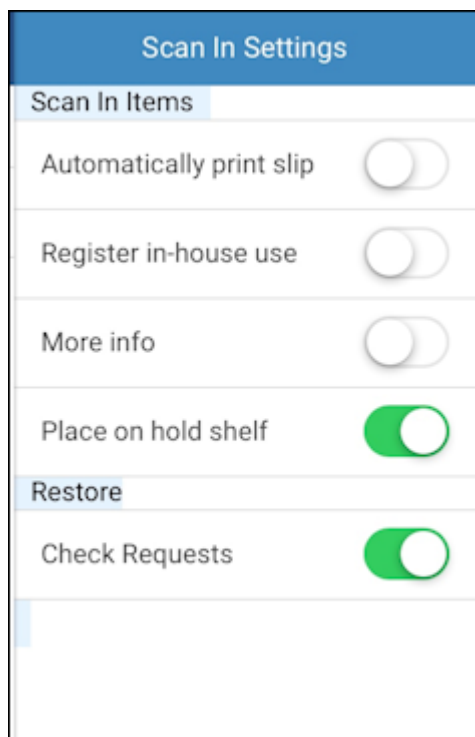 Scan In Settings
Scan In Items
Automatically print slip
Register in-house use
More info
Place on hold shelf
Restore
Check Requests